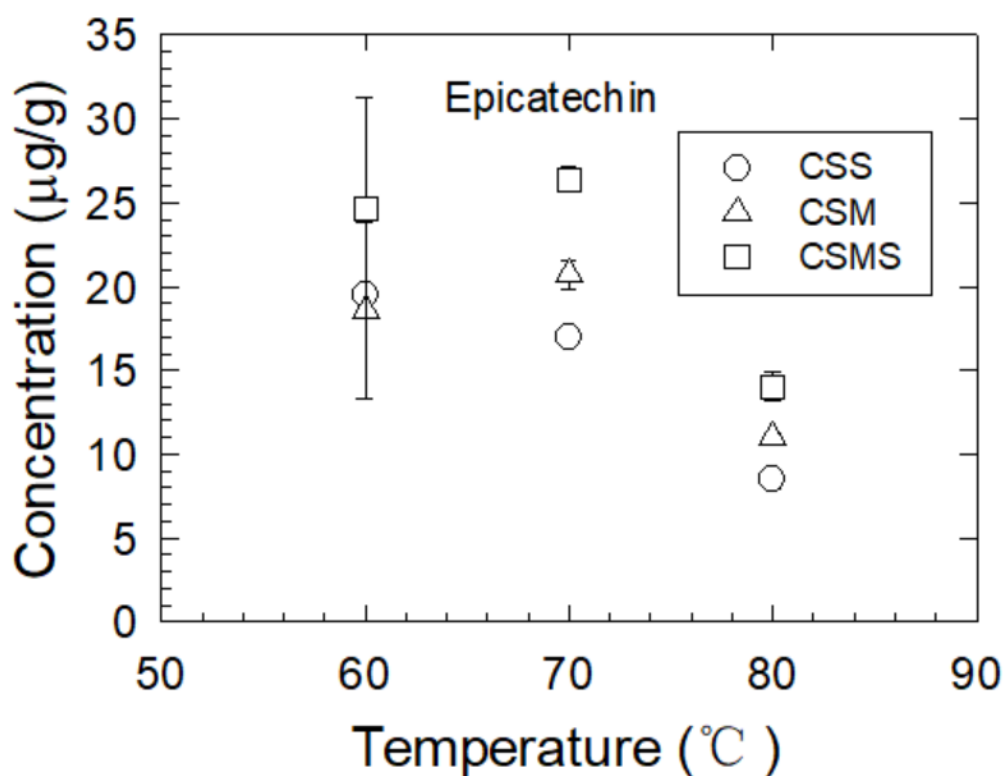 Concentration (µg/g)
35
30
25
20
15
10
5
0
Epicatechin
CSS
CSM
CSMS
50 60 70 80 90
Temperature (℃ )